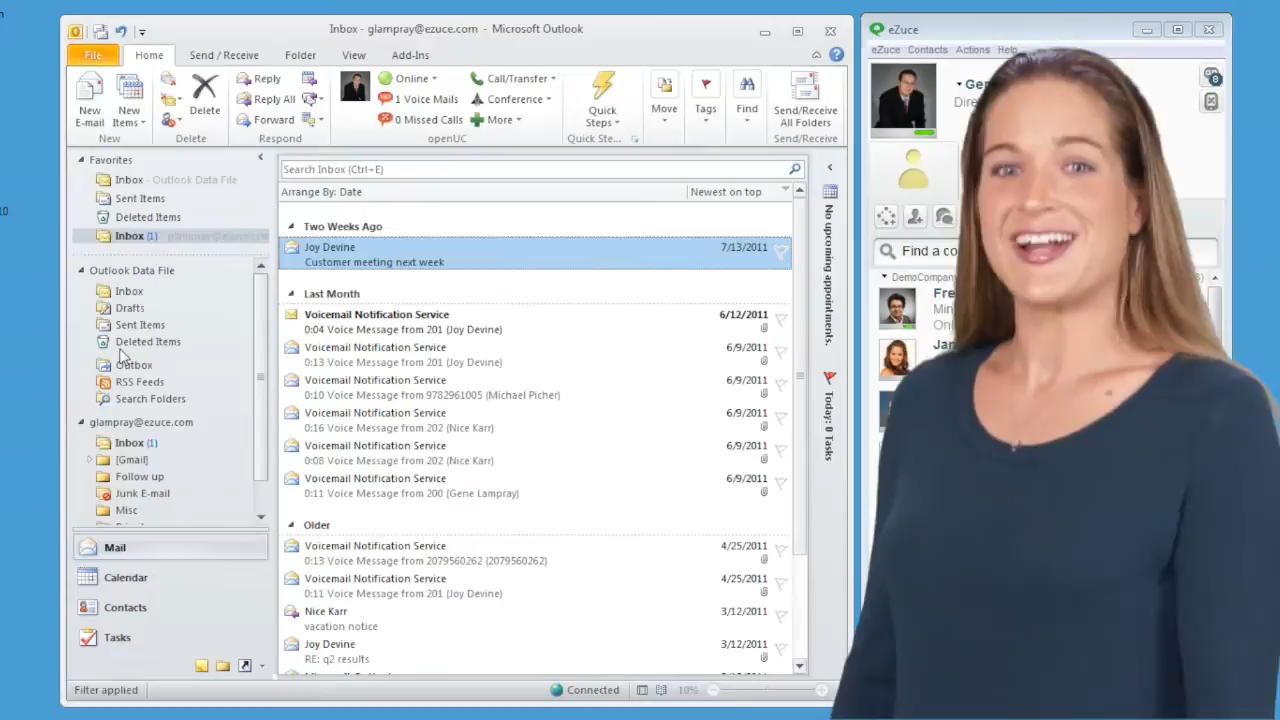 n
Inbox - glampray@ezuce.com - Microsoft Outlook
File
Home
Send / Receive
Folder
View
Add-Ins
New E-mail
New Items
Delete
Reply
Reply All
Forward
Online
1 Voice Mails
0 Missed Calls
Call/Transfer
Conference
More
Quick Steps
Move
Tags
Find
Send/Receive All Folders
New
Delete
Respond
openUC
Quick Ste...
Send/Receive
Favorites
Inbox - Outlook Data File
Sent Items
Deleted Items
Inbox (1)
Outlook Data File
Inbox
Drafts
Sent Items
Deleted Items
Outbox
RSS Feeds
Search Folders
glampray@ezuce.com
Inbox (1)
[Gmail]
Follow up
Junk E-mail
Misc
Mail
Calendar
Contacts
Tasks
Search Inbox (Ctrl+E)
Arrange By: Date
Newest on top
Two Weeks Ago
Joy Devine 7/13/2011
Customer meeting next week
Last Month
Voicemail Notification Service 6/12/2011
0:04 Voice Message from 201 (Joy Devine)
Voicemail Notification Service 6/9/2011
0:13 Voice Message from 201 (Joy Devine)
Voicemail Notification Service 6/9/2011
0:10 Voice Message from 9782961005 (Michael Picher)
Voicemail Notification Service 6/9/2011
0:16 Voice Message from 202 (Nice Karr)
Voicemail Notification Service 6/9/2011
0:08 Voice Message from 202 (Nice Karr)
Voicemail Notification Service 6/9/2011
0:11 Voice Message from 200 (Gene Lampray)
Older
Voicemail Notification Service 4/25/2011
0:13 Voice Message from 2079560262 (2079560262)
Voicemail Notification Service 4/25/2011
0:11 Voice Message from 201 (Joy Devine)
Nice Karr 3/12/2011
vacation notice
Joy Devine 3/12/2011
RE: q2 results
No upcoming appointments.
Today: 0 Tasks
Filter applied
Connected
10%
10
eZuce
eZuce Contacts Actions Help
Ger
Dire
8
Find a co
DemoCompany
Fre
Min
Onl
Jan